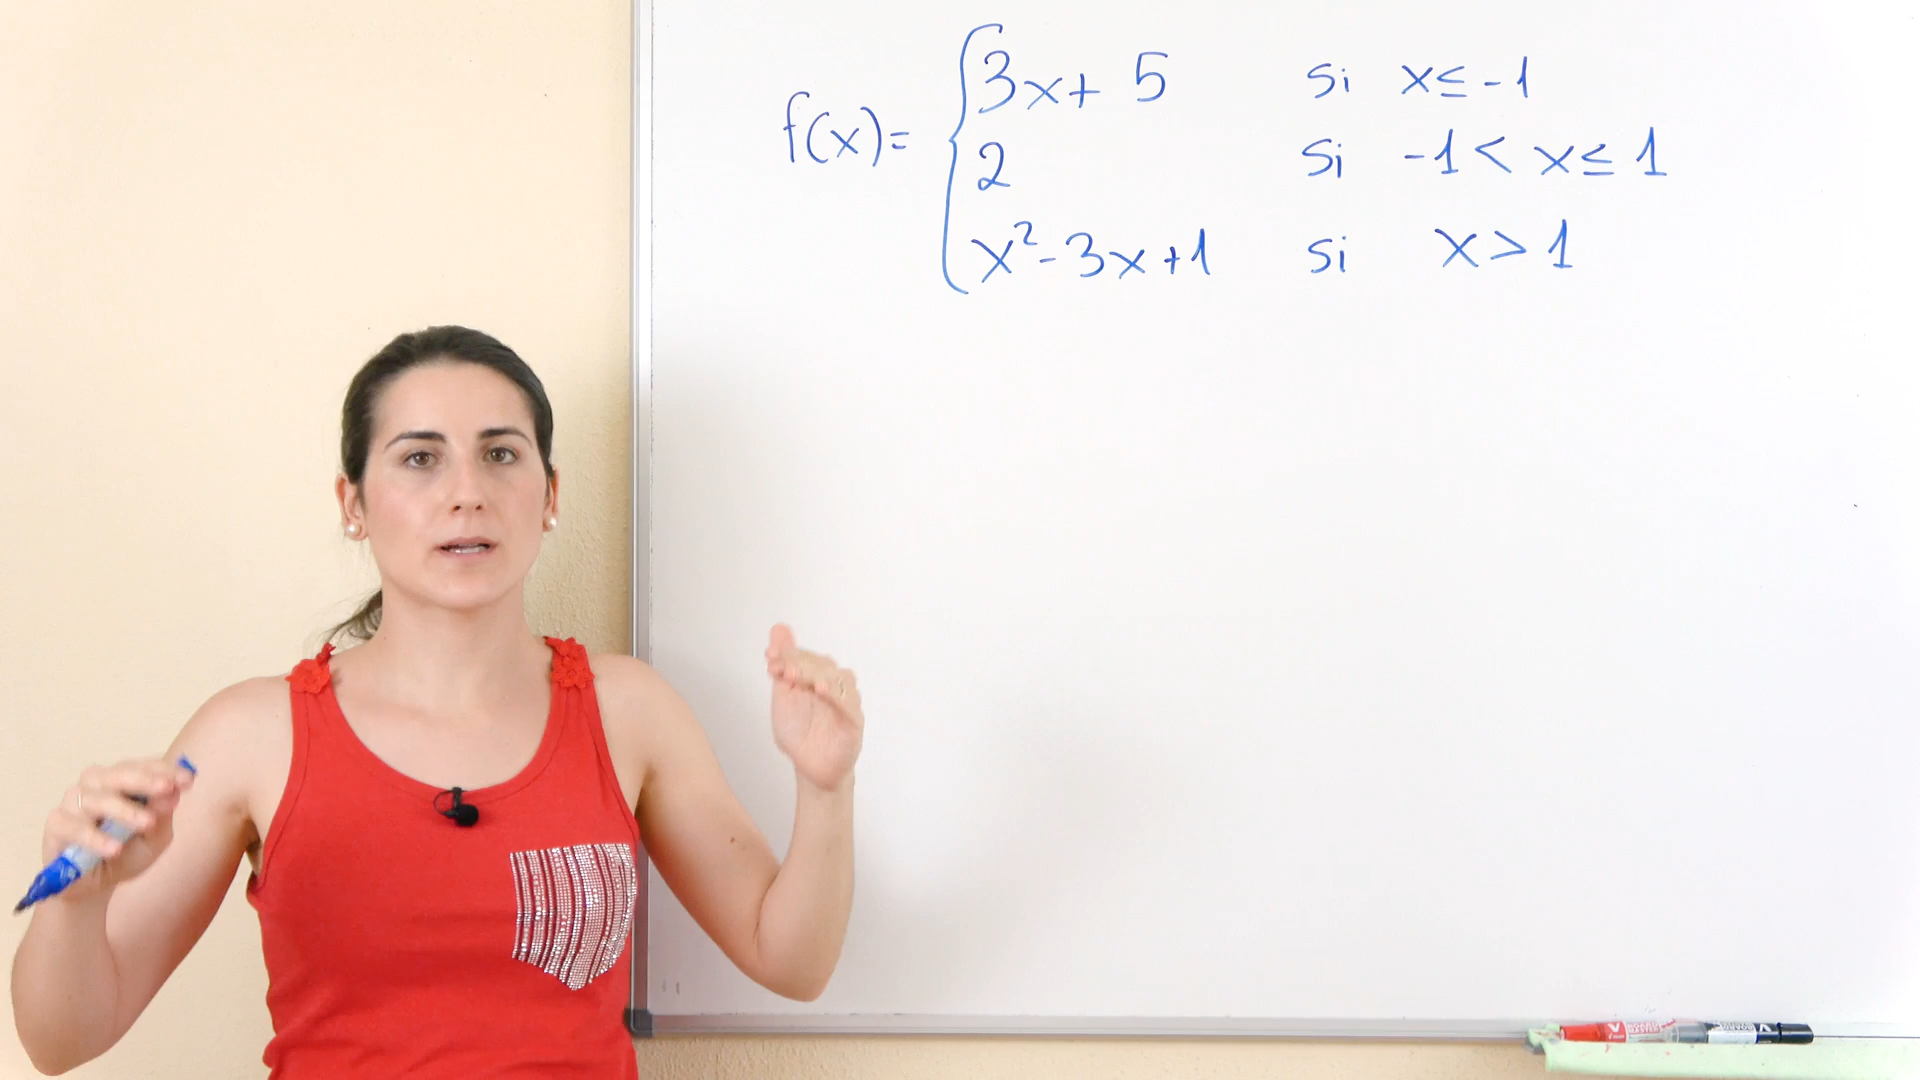 f(x)= { 3x+5 si x≤-1
2 si -1< x≤1
x²-3x+1 si x>1